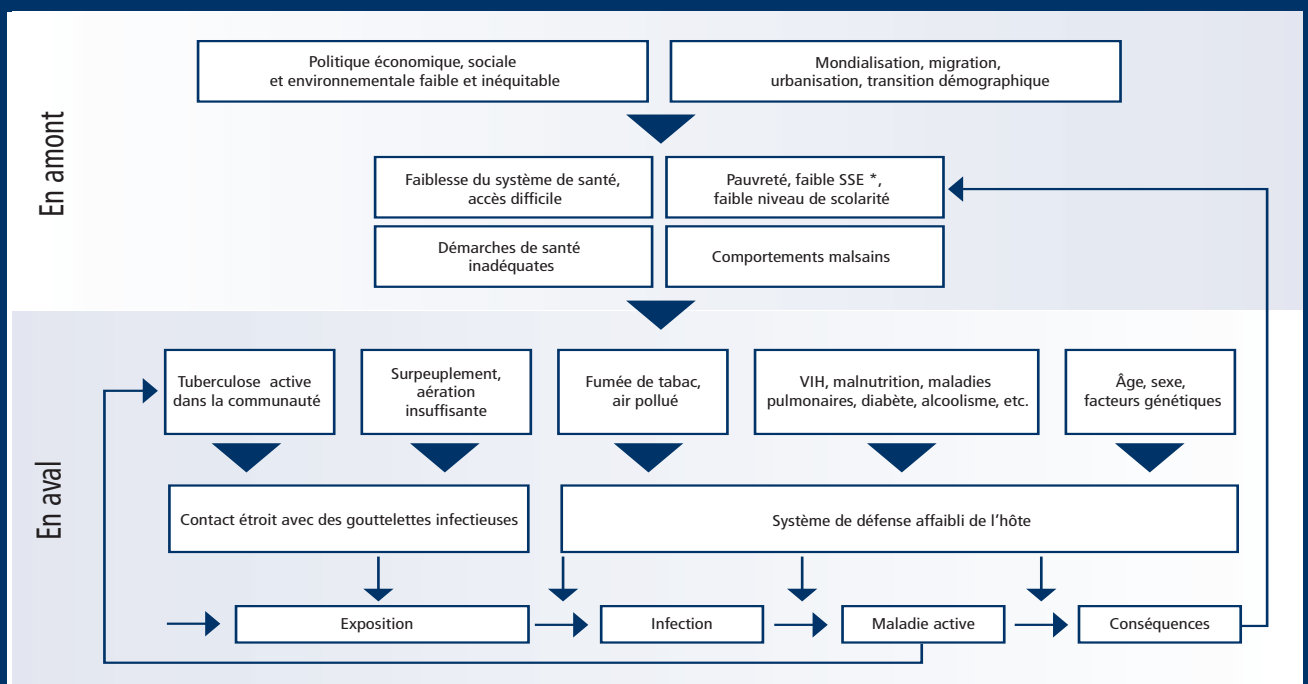 En amont
Politique économique, sociale
et environnementale faible et inéquitable
Mondialisation, migration,
urbanisation, transition démographique
Faiblesse du système de santé,
accès difficile
Pauvreté, faible SSE *,
faible niveau de scolarité
Démarches de santé
inadéquates
Comportements malsains
En aval
Tuberculose active
dans la communauté
Surpeuplement,
aération
insuffisante
Fumée de tabac,
air pollué
VIH, malnutrition, maladies
pulmonaires, diabète, alcoolisme, etc.
Âge, sexe,
facteurs génétiques
Contact étroit avec des gouttelettes infectieuses
Système de défense affaibli de l'hôte
Exposition
Infection
Maladie active
Conséquences